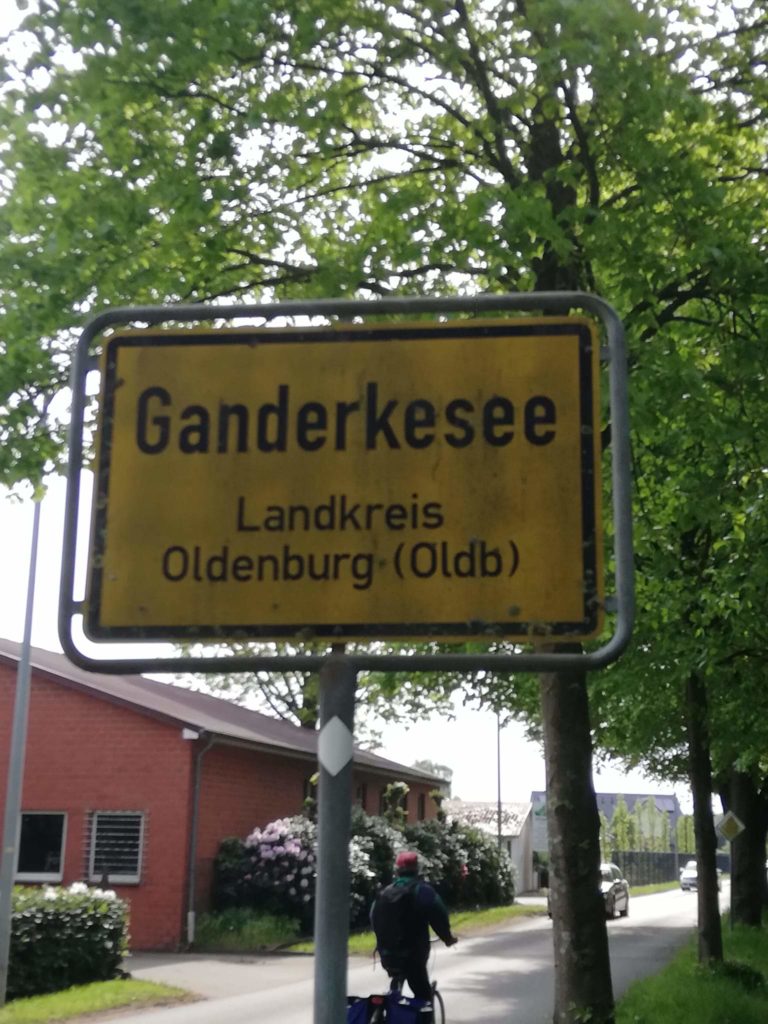 Ganderkesee
Landkreis
Oldenburg (Oldb)